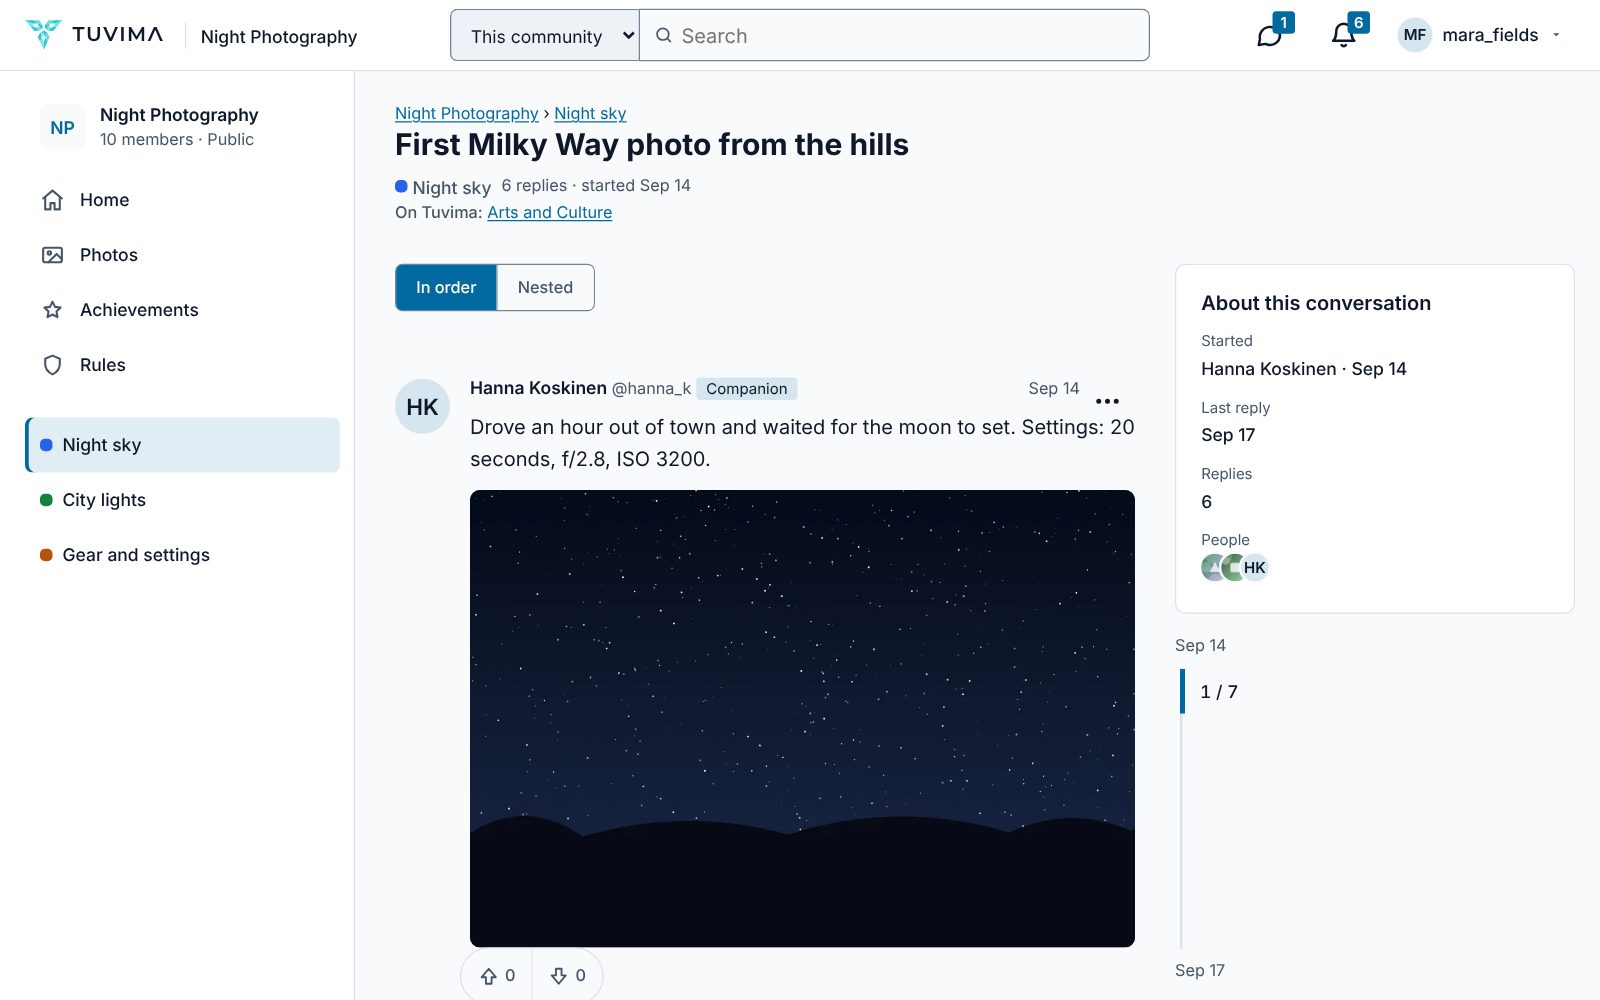 TUVIMA
Night Photography
This community
Search
1
6
MF
mara_fields
NP
Night Photography
10 members · Public
Home
Photos
Achievements
Rules
Night sky
City lights
Gear and settings
Night Photography › Night sky
First Milky Way photo from the hills
Night sky 6 replies · started Sep 14
On Tuvima: Arts and Culture
In order
Nested
HK
Hanna Koskinen @hanna_k Companion
Sep 14
Drove an hour out of town and waited for the moon to set. Settings: 20
seconds, f/2.8, ISO 3200.
0
0
About this conversation
Started
Hanna Koskinen · Sep 14
Last reply
Sep 17
Replies
6
People
HK
Sep 14
1 / 7
Sep 17